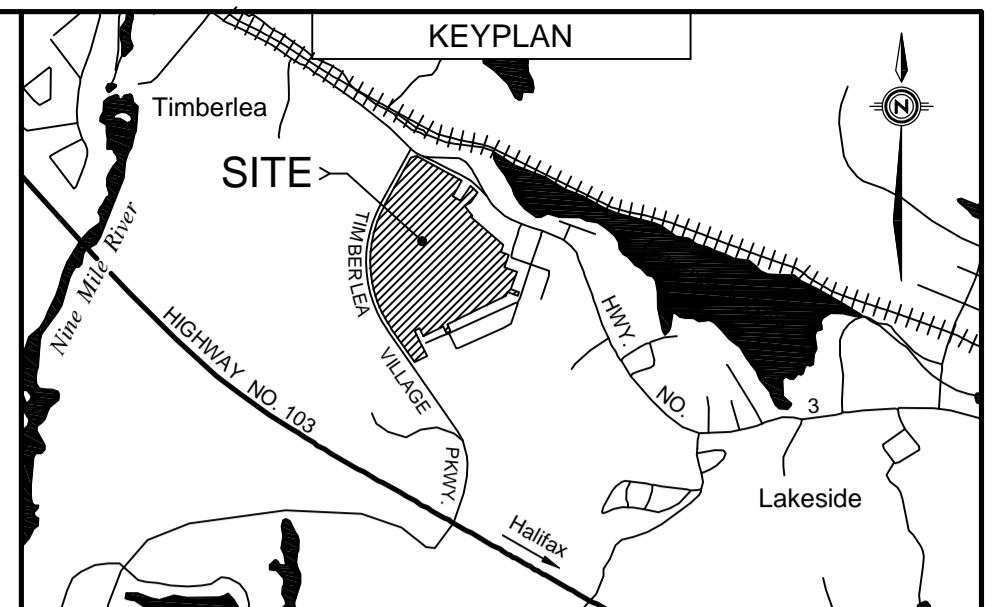 KEYPLAN
Timberlea
N
SITE
TIMBERLEA
VILLAGE
PKWY.
Nine Mile River
HIGHWAY NO. 103
HWY.
NO.
3
Lakeside
Halifax